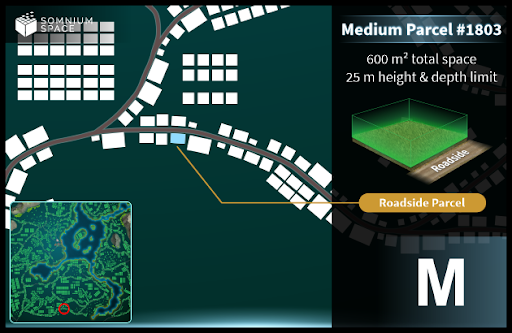 SOMNIUM
SPACE
Medium Parcel #1803
600 m² total space
25 m height & depth limit
Roadside
Roadside Parcel
M